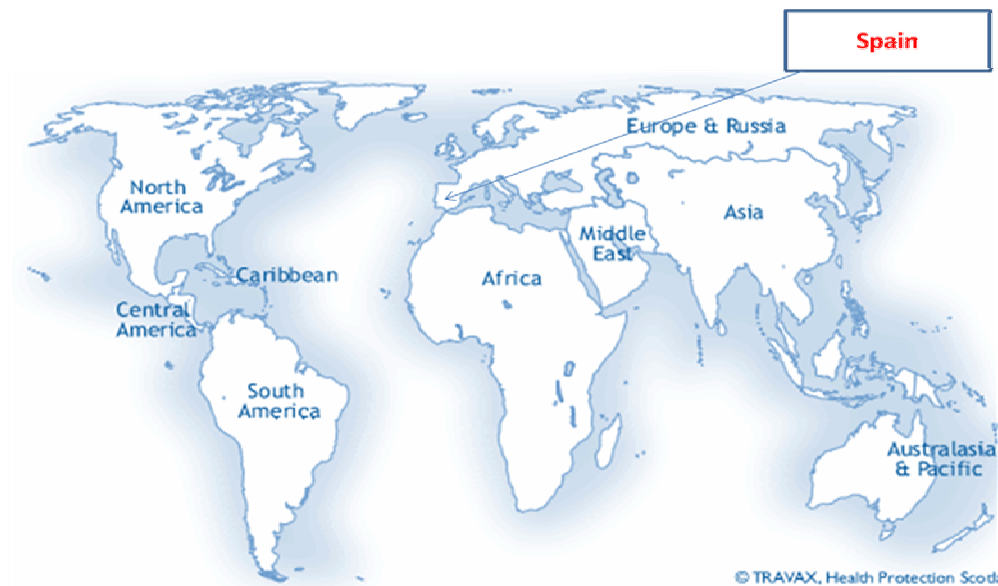 Spain
Europe & Russia
North
America
Asia
Middle
East
Caribbean
Africa
Central
America
South
America
Australasia
& Pacific
© TRAVAX, Health Protection Scotl